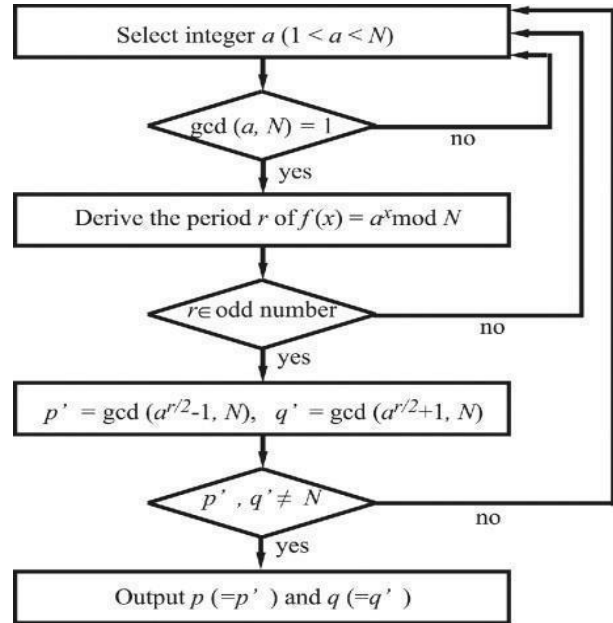 Select integer a (1 < a < N)
gcd (a, N) = 1
no
yes
Derive the period r of f(x) = aˣmod N
r∈ odd number
no
yes
p’ = gcd (a^{r/2}-1, N), q’ = gcd (a^{r/2}+1, N)
p’ , q’ ≠ N
no
yes
Output p (=p’ ) and q (=q’ )